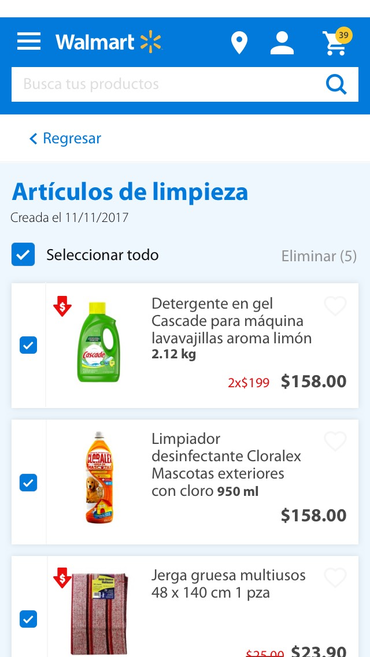 Walmart
39
Busca tus productos
Regresar
Artículos de limpieza
Creada el 11/11/2017
Seleccionar todo
Eliminar (5)
Detergente en gel
Cascade para máquina
lavavajillas aroma limón
2.12 kg
Cascade
2x$199 $158.00
Limpiador
desinfectante Cloralex
Mascotas exteriores
con cloro 950 ml
CLORALEX
$158.00
Jerga gruesa multiusos
48 x 140 cm 1 pza
$25.00 $23.90